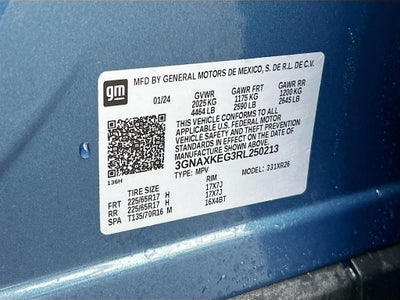 gm
MFD BY GENERAL MOTORS DE MEXICO, S. DE R.L. DE C.V.
01/24 GVWR GAWR FRT GAWR RR
2025 KG 1175 KG 1200 KG
4464 LB 2590 LB 2645 LB
THIS VEHICLE CONFORMS TO ALL
APPLICABLE U.S. FEDERAL MOTOR
VEHICLE SAFETY AND THEFT
PREVENTION STANDARDS IN
EFFECT ON THE DATE OF
MANUFACTURE SHOWN ABOVE.
3GNAXKEG3RL250213
TYPE: MPV MODEL: 331XR26
136H
TIRE SIZE RIM
FRT 225/65R17 H 17X7J
RR 225/65R17 H 17X7J
SPA T135/70R16 M 16X4BT